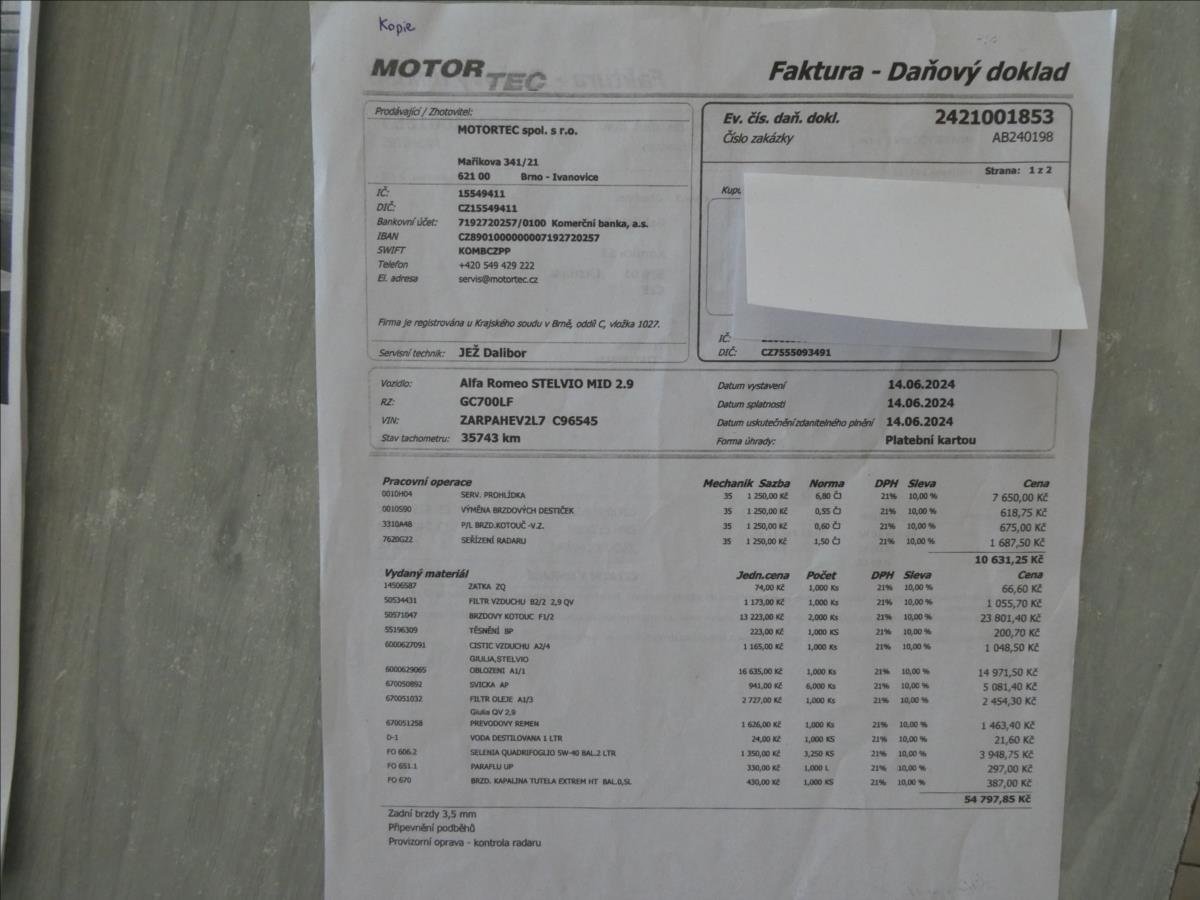 Kopie
MOTOR TEC
Faktura - Daňový doklad
Prodávající / Zhotovitel:
MOTORTEC spol. s r.o.
Maříkova 341/21
621 00 Brno - Ivanovice
IČ: 15549411
DIČ: CZ15549411
Bankovní účet: 7192720257/0100 Komerční banka, a.s.
IBAN CZ8901000000007192720257
SWIFT KOMBCZPP
Telefon +420 549 429 222
El. adresa servis@motortec.cz
Firma je registrována u Krajského soudu v Brně, oddíl C, vložka 1027.
Servisní technik: JEŽ Dalibor
Ev. čís. daň. dokl. 2421001853
Číslo zakázky AB240198
Strana: 1 z 2
Kupu
IČ:
DIČ: CZ7555093491
Vozidlo: Alfa Romeo STELVIO MID 2.9
RZ: GC700LF
VIN: ZARPAHEV2L7 C96545
Stav tachometru: 35743 km
Datum vystavení 14.06.2024
Datum splatnosti 14.06.2024
Datum uskutečnění zdanitelného plnění 14.06.2024
Forma úhrady: Platební kartou
Pracovní operace Mechanik Sazba Norma DPH Sleva Cena
0010H04 SERV. PROHLÍDKA 35 1 250,00 Kč 6,80 ČJ 21% 10,00 % 7 650,00 Kč
0010S90 VÝMĚNA BRZDOVÝCH DESTIČEK 35 1 250,00 Kč 0,55 ČJ 21% 10,00 % 618,75 Kč
3310A48 P/L BRZD.KOTOUČ -V.Z. 35 1 250,00 Kč 0,60 ČJ 21% 10,00 % 675,00 Kč
7620G22 SEŘÍZENÍ RADARU 35 1 250,00 Kč 1,50 ČJ 21% 10,00 % 1 687,50 Kč
10 631,25 Kč
Vydaný materiál Jedn.cena Počet DPH Sleva Cena
14506587 ZATKA ZQ 74,00 Kč 1,000 Ks 21% 10,00 % 66,60 Kč
50534431 FILTR VZDUCHU B2/2 2,9 QV 1 173,00 Kč 1,000 Ks 21% 10,00 % 1 055,70 Kč
50571047 BRZDOVY KOTOUC F1/2 13 223,00 Kč 2,000 Ks 21% 10,00 % 23 801,40 Kč
55196309 TĚSNĚNÍ BP 223,00 Kč 1,000 KS 21% 10,00 % 200,70 Kč
6000627091 CISTIC VZDUCHU A2/4 1 165,00 Kč 1,000 Ks 21% 10,00 % 1 048,50 Kč
GIULIA,STELVIO
6000629065 OBLOZENI A1/1 16 635,00 Kč 1,000 Ks 21% 10,00 % 14 971,50 Kč
670050892 SVICKA AP 941,00 Kč 6,000 Ks 21% 10,00 % 5 081,40 Kč
670051032 FILTR OLEJE A1/3 2 727,00 Kč 1,000 Ks 21% 10,00 % 2 454,30 Kč
Giulia QV 2,9
670051258 PREVODOVY REMEN 1 626,00 Kč 1,000 Ks 21% 10,00 % 1 463,40 Kč
D-1 VODA DESTILOVANA 1 LTR 24,00 Kč 1,000 KS 21% 10,00 % 21,60 Kč
FO 606.2 SELENIA QUADRIFOGLIO 5W-40 BAL.2 LTR 1 350,00 Kč 3,250 KS 21% 10,00 % 3 948,75 Kč
FO 651.1 PARAFLU UP 330,00 Kč 1,000 L 21% 10,00 % 297,00 Kč
FO 670 BRZD. KAPALINA TUTELA EXTREM HT BAL.0,5L 430,00 Kč 1,000 KS 21% 10,00 % 387,00 Kč
54 797,85 Kč
Zadní brzdy 3,5 mm
Připevnění podběhů
Provizorní oprava - kontrola radaru